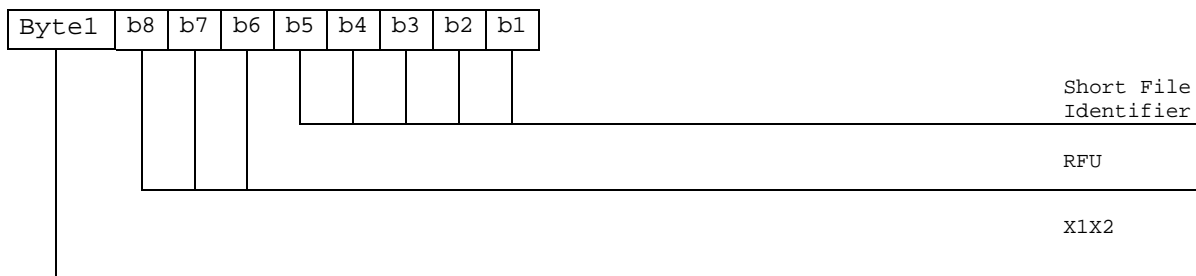 Byte1 b8 b7 b6 b5 b4 b3 b2 b1
Short File
Identifier
RFU
X1X2